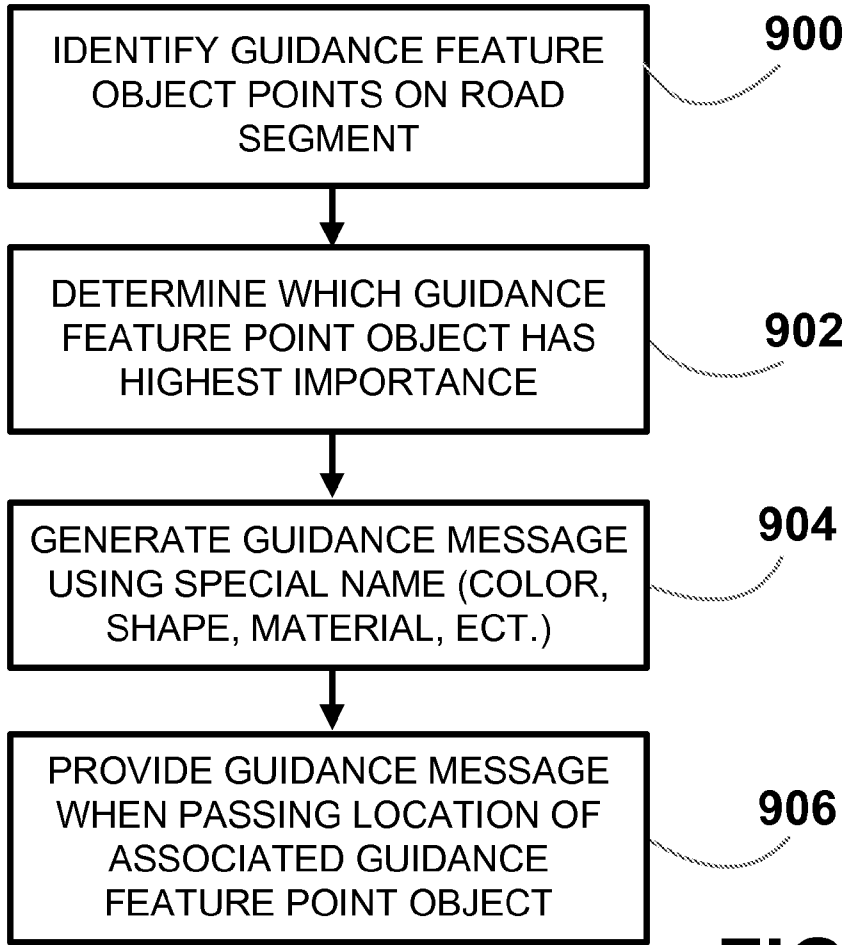 IDENTIFY GUIDANCE FEATURE
OBJECT POINTS ON ROAD
SEGMENT
900
DETERMINE WHICH GUIDANCE
FEATURE POINT OBJECT HAS
HIGHEST IMPORTANCE
902
GENERATE GUIDANCE MESSAGE
USING SPECIAL NAME (COLOR,
SHAPE, MATERIAL, ECT.)
904
PROVIDE GUIDANCE MESSAGE
WHEN PASSING LOCATION OF
ASSOCIATED GUIDANCE
FEATURE POINT OBJECT
906